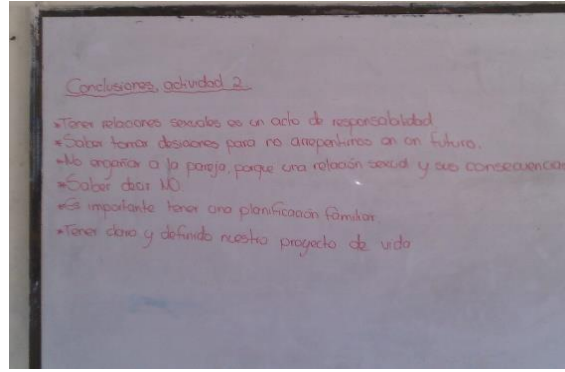 Conclusiones, actividad 2.
*Tener relaciones sexuales es un acto de responsabilidad.
*Saber tomar desiciones para no arrepentirnos en un futuro.
*No engañar a la pareja, porque una relación sexual y sus consecuencias
*Saber decir NO.
*Es importante tener una planificación familiar
*Tener claro y definido nuestro proyecto de vida